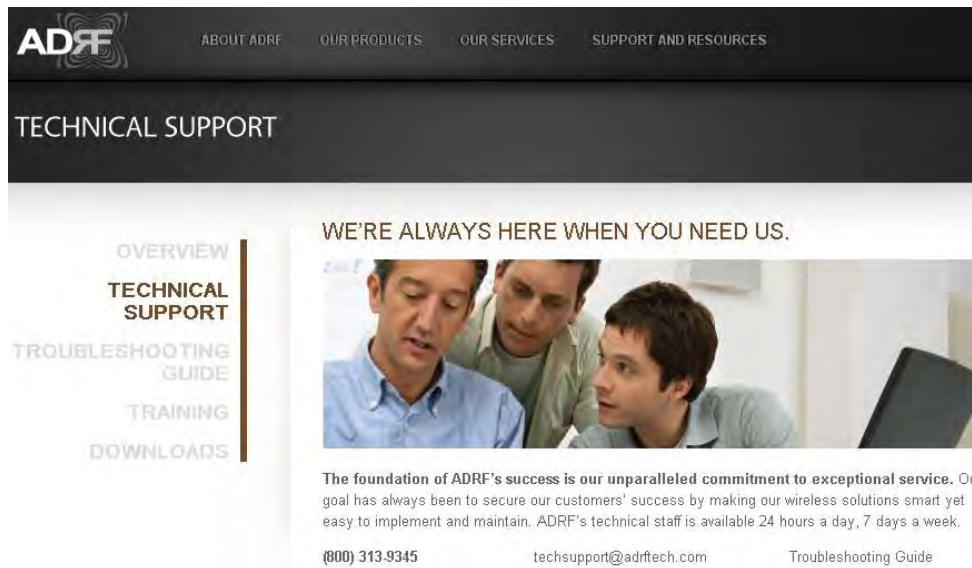 ADRF
ABOUT ADRF OUR PRODUCTS OUR SERVICES SUPPORT AND RESOURCES
TECHNICAL SUPPORT
OVERVIEW
TECHNICAL
SUPPORT
TROUBLESHOOTING
GUIDE
TRAINING
DOWNLOADS
WE'RE ALWAYS HERE WHEN YOU NEED US.
The foundation of ADRF's success is our unparalleled commitment to exceptional service.
goal has always been to secure our customers' success by making our wireless solutions smart yet
easy to implement and maintain. ADRF's technical staff is available 24 hours a day, 7 days a week.
(800) 313-9345 techsupport@adrftech.com Troubleshooting Guide